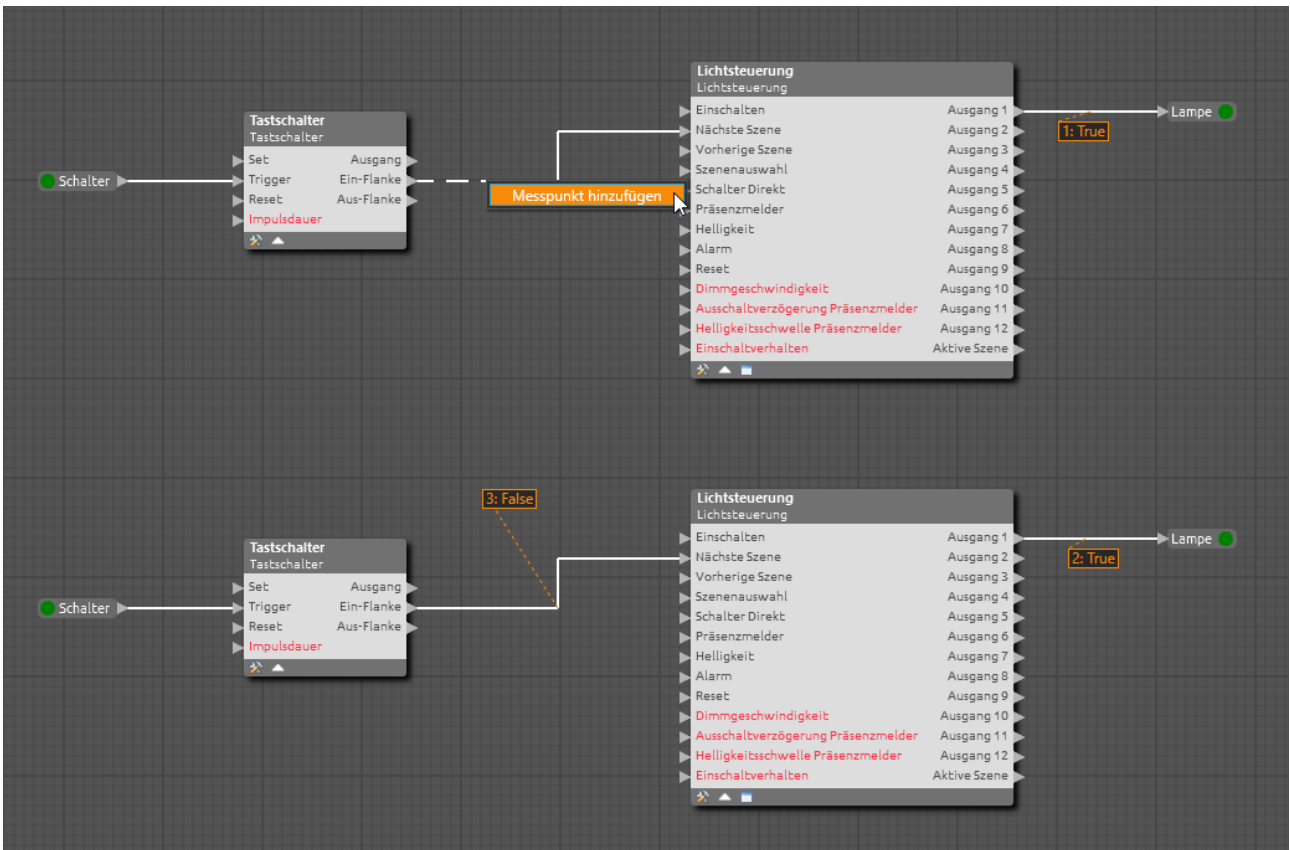 Lichtsteuerung
Lichtsteuerung
Einschalten Ausgang 1
Nächste Szene Ausgang 2
Vorherige Szene Ausgang 3
Szenenauswahl Ausgang 4
Schalter Direkt Ausgang 5
Präsenzmelder Ausgang 6
Helligkeit Ausgang 7
Alarm Ausgang 8
Reset Ausgang 9
Dimmgeschwindigkeit Ausgang 10
Ausschaltverzögerung Präsenzmelder Ausgang 11
Helligkeitsschwelle Präsenzmelder Ausgang 12
Einschaltverhalten Aktive Szene
Lampe
1: True
Tastschalter
Tastschalter
Set Ausgang
Trigger Ein-Flanke
Reset Aus-Flanke
Impulsdauer
Schalter
Messpunkt hinzufügen
3: False
Lichtsteuerung
Lichtsteuerung
Einschalten Ausgang 1
Nächste Szene Ausgang 2
Vorherige Szene Ausgang 3
Szenenauswahl Ausgang 4
Schalter Direkt Ausgang 5
Präsenzmelder Ausgang 6
Helligkeit Ausgang 7
Alarm Ausgang 8
Reset Ausgang 9
Dimmgeschwindigkeit Ausgang 10
Ausschaltverzögerung Präsenzmelder Ausgang 11
Helligkeitsschwelle Präsenzmelder Ausgang 12
Einschaltverhalten Aktive Szene
Lampe
2: True
Tastschalter
Tastschalter
Set Ausgang
Trigger Ein-Flanke
Reset Aus-Flanke
Impulsdauer
Schalter